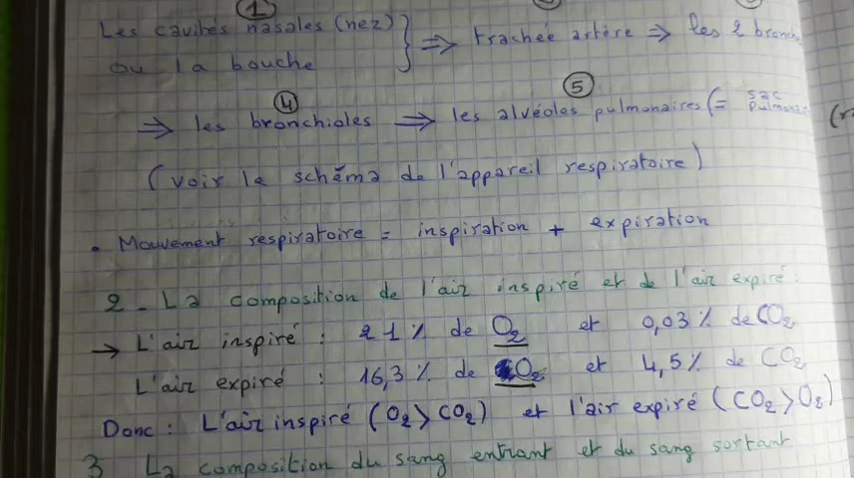 1
Les cavités nasales (nez) } ⇒ trachée artère ⇒ les 2
ou la bouche
4 5
⇒ les bronchioles ⇒ les alvéoles pulmonaires (= sac
(voir le schéma de l'appareil respiratoire)
• Mouvement respiratoire = inspiration + expiration
2 - La composition de l'air inspiré et de l'air expiré :
→ L'air inspiré : 21 % de O2 et 0,03 % de CO2
L'air expiré : 16,3 % de O2 et 4,5 % de CO2
Donc : L'air inspiré (O2 > CO2) et l'air expiré (CO2 > O2)
3 La composition du sang entrant et du sang sortant